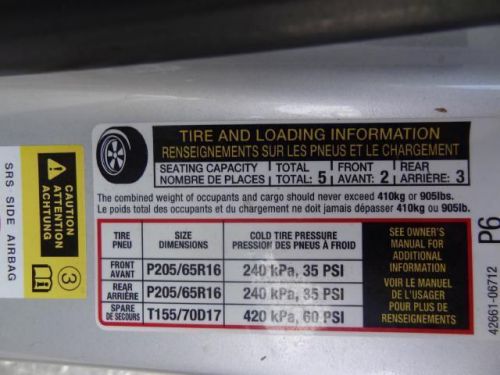 TIRE AND LOADING INFORMATION
RENSEIGNEMENTS SUR LES PNEUS ET LE CHARGEMENT
SEATING CAPACITY TOTAL: 5 FRONT AVANT: 2 REAR ARRIÈRE: 3
NOMBRE DE PLACES TOTAL:
The combined weight of occupants and cargo should never exceed 410kg or 905lbs.
Le poids total des occupants et du chargement ne doit jamais dépasser 410kg ou 905lb.
TIRE PNEU
SIZE DIMENSIONS
COLD TIRE PRESSURE
PRESSION DES PNEUS À FROID
FRONT AVANT P205/65R16 240 kPa, 35 PSI
REAR ARRIÈRE P205/65R16 240 kPa, 35 PSI
SPARE DE SECOURS T155/70D17 420 kPa, 60 PSI
SEE OWNER'S
MANUAL FOR
ADDITIONAL
INFORMATION
VOIR LE MANUEL
DE L'USAGER
POUR PLUS DE
RENSEIGNEMENTS
P6
42661-06712
CAUTION
ATTENTION
ACHTUNG
3
SRS SIDE AIRBAG